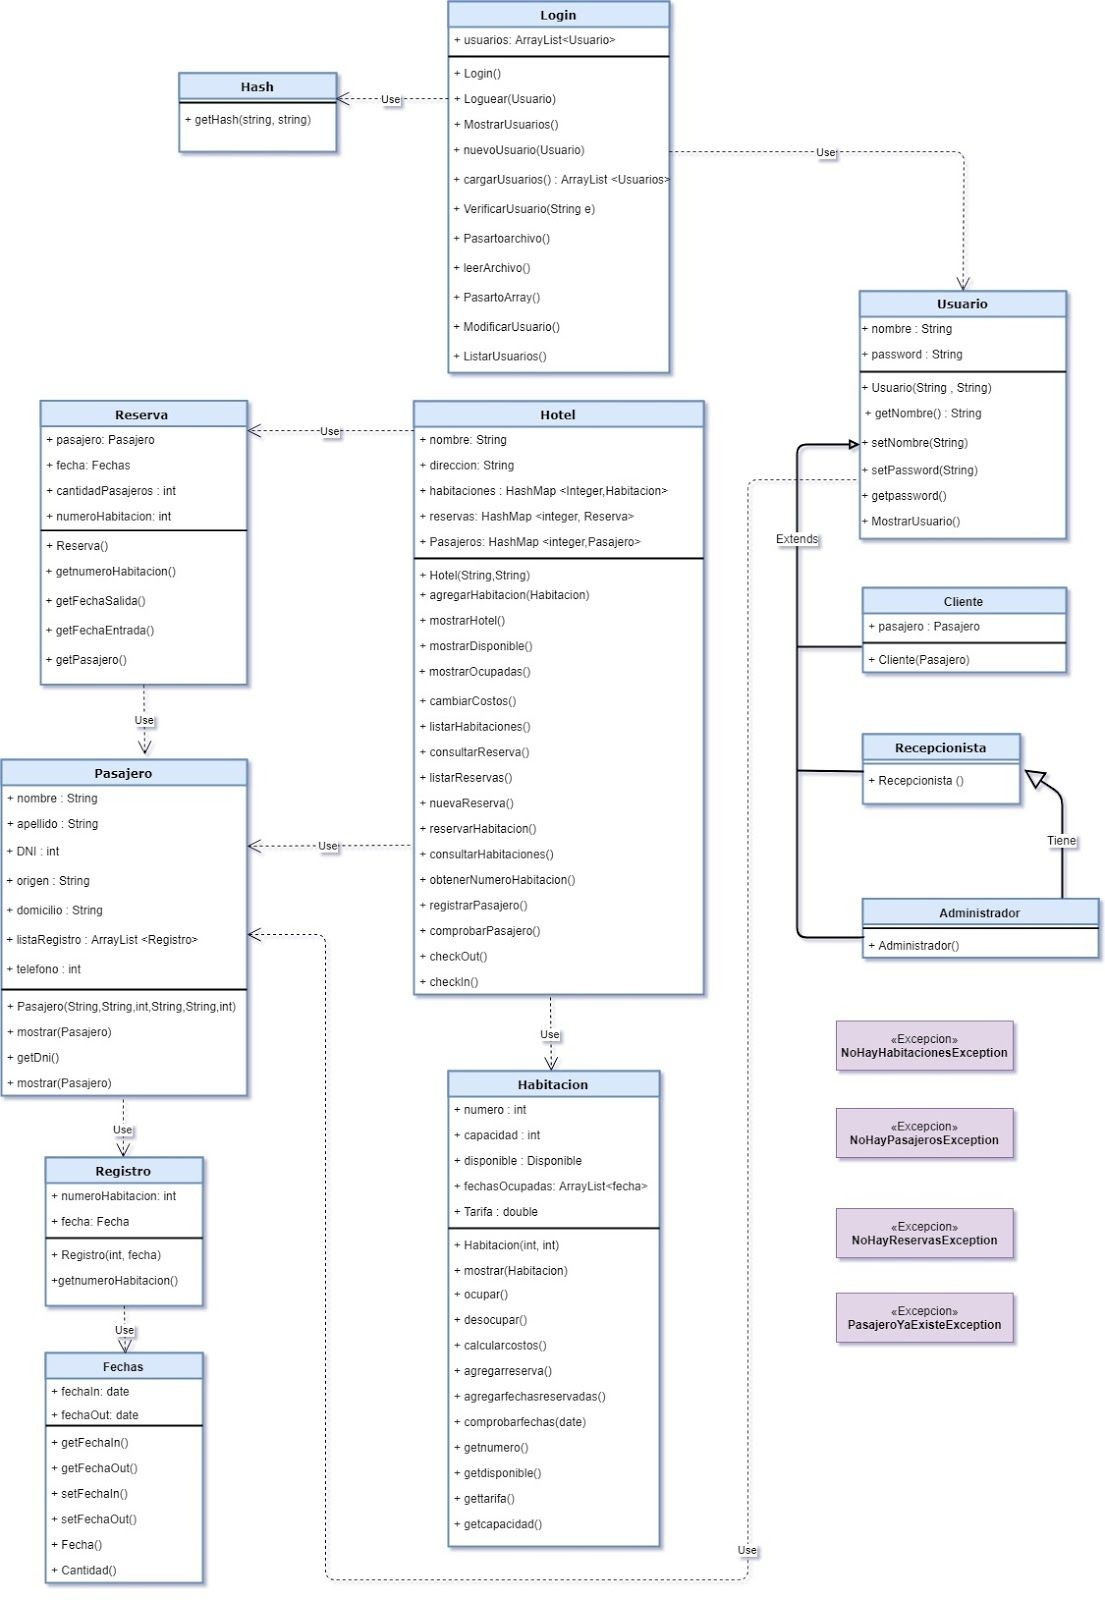 Login
+ usuarios: ArrayList<Usuario>
+ Login()
+ Loguear(Usuario)
+ MostrarUsuarios()
+ nuevoUsuario(Usuario)
+ cargarUsuarios() : ArrayList <Usuarios>
+ VerificarUsuario(String e)
+ Pasartoarchivo()
+ leerArchivo()
+ PasartoArray()
+ ModificarUsuario()
+ ListarUsuarios()
Hash
+ getHash(string, string)
Use
Use
Usuario
+ nombre : String
+ password : String
+ Usuario(String , String)
+ getNombre() : String
+ setNombre(String)
+ setPassword(String)
+ getpassword()
+ MostrarUsuario()
Reserva
+ pasajero: Pasajero
+ fecha: Fechas
+ cantidadPasajeros : int
+ numeroHabitacion: int
+ Reserva()
+ getnumeroHabitacion()
+ getFechaSalida()
+ getFechaEntrada()
+ getPasajero()
Use
Hotel
+ nombre: String
+ direccion: String
+ habitaciones : HashMap <Integer,Habitacion>
+ reservas: HashMap <integer, Reserva>
+ Pasajeros: HashMap <integer,Pasajero>
+ Hotel(String,String)
+ agregarHabitacion(Habitacion)
+ mostrarHotel()
+ mostrarDisponible()
+ mostrarOcupadas()
+ cambiarCostos()
+ listarHabitaciones()
+ consultarReserva()
+ listarReservas()
+ nuevaReserva()
+ reservarHabitacion()
+ consultarHabitaciones()
+ obtenerNumeroHabitacion()
+ registrarPasajero()
+ comprobarPasajero()
+ checkOut()
+ checkIn()
Extends
Cliente
+ pasajero : Pasajero
+ Cliente(Pasajero)
Recepcionista
+ Recepcionista ()
Tiene
Administrador
+ Administrador()
Use
Pasajero
+ nombre : String
+ apellido : String
+ DNI : int
+ origen : String
+ domicilio : String
+ listaRegistro : ArrayList <Registro>
+ telefono : int
+ Pasajero(String,String,int,String,String,int)
+ mostrar(Pasajero)
+ getDni()
+ mostrar(Pasajero)
Use
Use
Use
Registro
+ numeroHabitacion: int
+ fecha: Fecha
+ Registro(int, fecha)
+getnumeroHabitacion()
Use
Fechas
+ fechaIn: date
+ fechaOut: date
+ getFechaIn()
+ getFechaOut()
+ setFechaIn()
+ setFechaOut()
+ Fecha()
+ Cantidad()
Habitacion
+ numero : int
+ capacidad : int
+ disponible : Disponible
+ fechasOcupadas: ArrayList<fecha>
+ Tarifa : double
+ Habitacion(int, int)
+ mostrar(Habitacion)
+ ocupar()
+ desocupar()
+ calcularcostos()
+ agregarreserva()
+ agregarfechasreservadas()
+ comprobarfechas(date)
+ getnumero()
+ getdisponible()
+ gettarifa()
+ getcapacidad()
Use
«Excepcion»
NoHayHabitacionesException
«Excepcion»
NoHayPasajerosException
«Excepcion»
NoHayReservasException
«Excepcion»
PasajeroYaExisteException